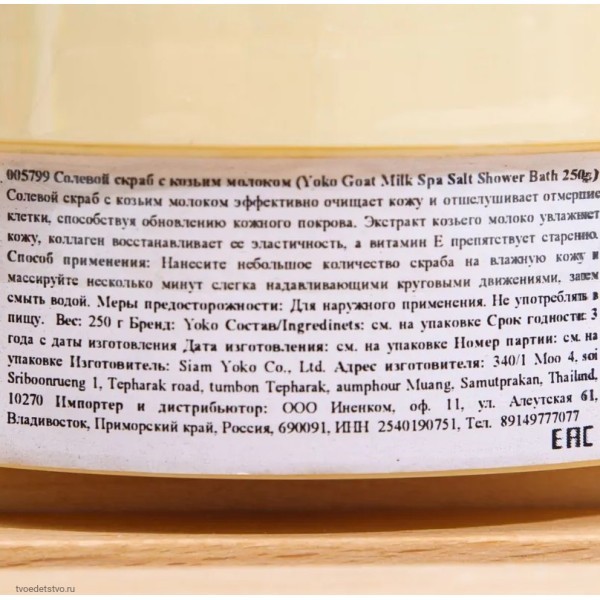 005799 Солевой скраб с козьим молоком (Yoko Goat Milk Spa Salt Shower Bath 250g.)
Солевой скраб с козьим молоком эффективно очищает кожу и отшелушивает отмершие
клетки, способствуя обновлению кожного покрова. Экстракт козьего молоко увлажняет
кожу, коллаген восстанавливает ее эластичность, а витамин Е препятствует старению.
Способ применения: Нанесите небольшое количество скраба на влажную кожу и
массируйте несколько минут слегка надавливающими круговыми движениями, затем
смыть водой. Меры предосторожности: Для наружного применения. Не употреблять в
пищу. Вес: 250 г Бренд: Yoko Состав/Ingredinets: см. на упаковке Срок годности: 3
года с даты изготовления Дата изготовления: см. на упаковке Номер партии: см. на
упаковке Изготовитель: Siam Yoko Co., Ltd. Адрес изготовителя: 340/1 Moo 4, soi
Sriboonrueng 1, Tepharak road, tumbon Tepharak, aumphour Muang, Samutprakan, Thailand,
10270 Импортер и дистрибьютор: ООО Иненком, оф. 11, ул. Алеутская 61,
Владивосток, Приморский край, Россия, 690091, ИНН 2540190751, Тел. 89149777077
EAC
tvoedetstvo.ru